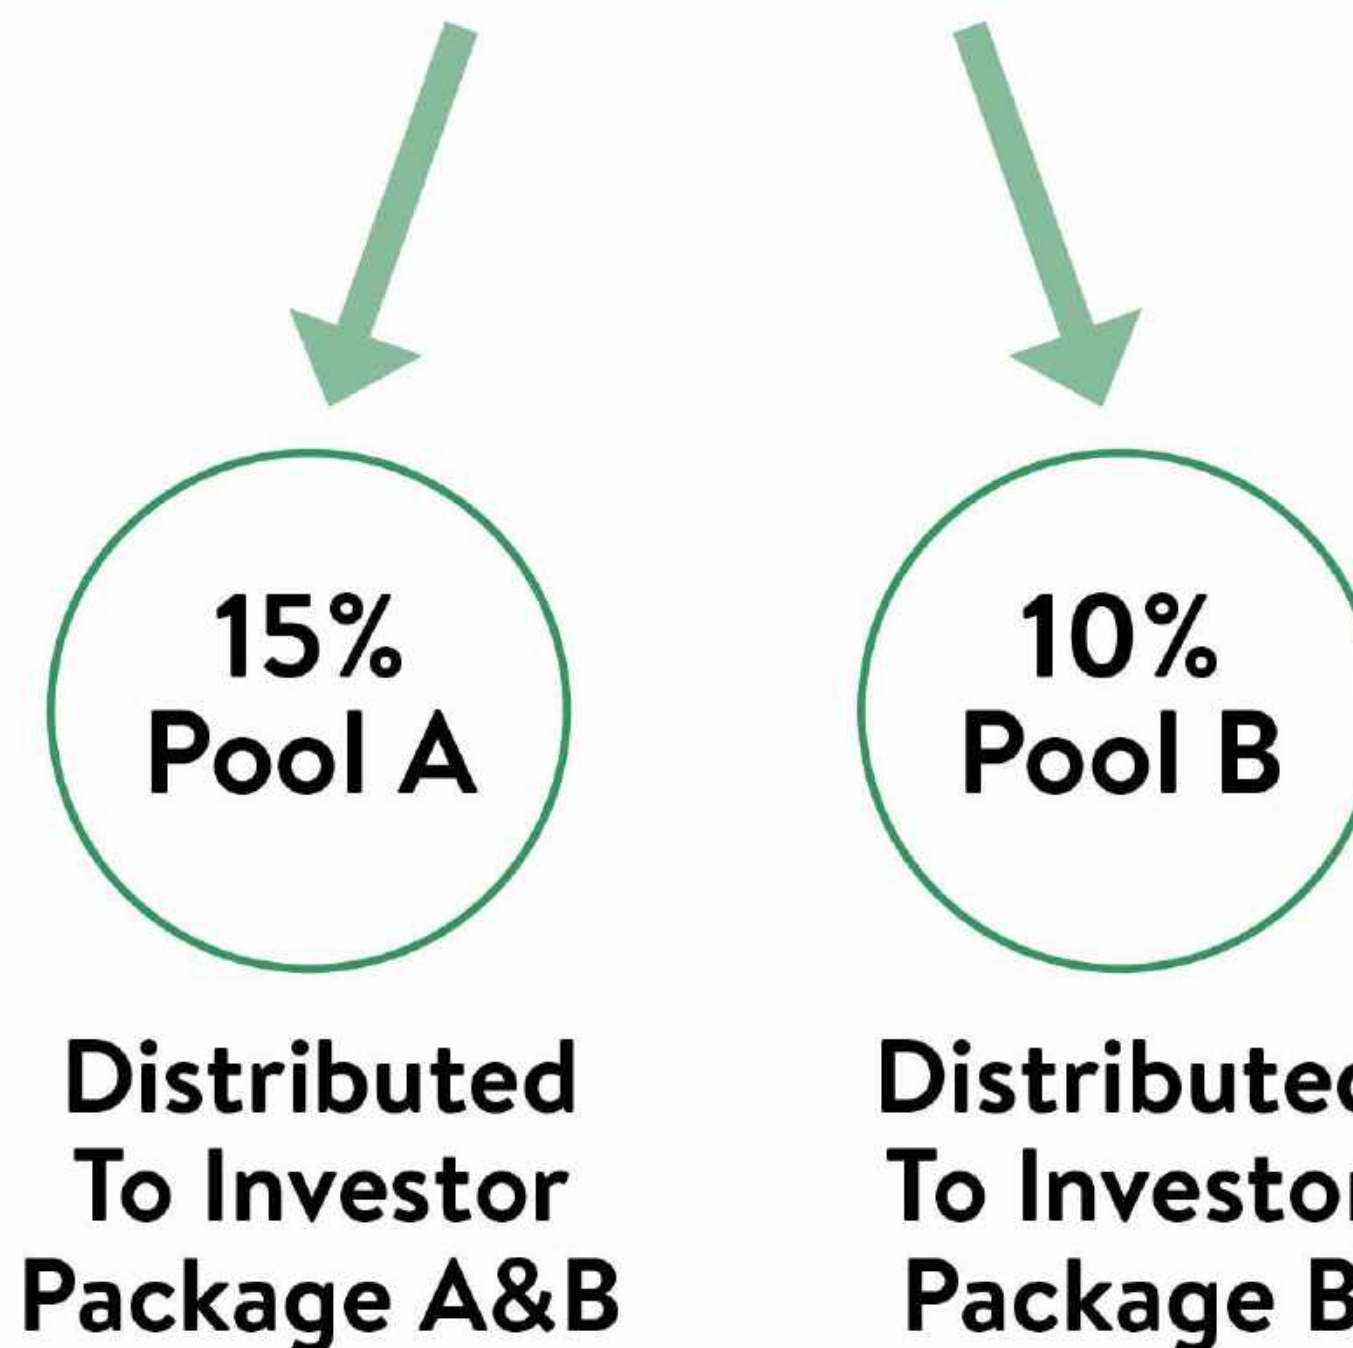 15%
Pool A
Distributed
To Investor
Package A&B
10%
Pool B
Distributed
To Investor
Package B